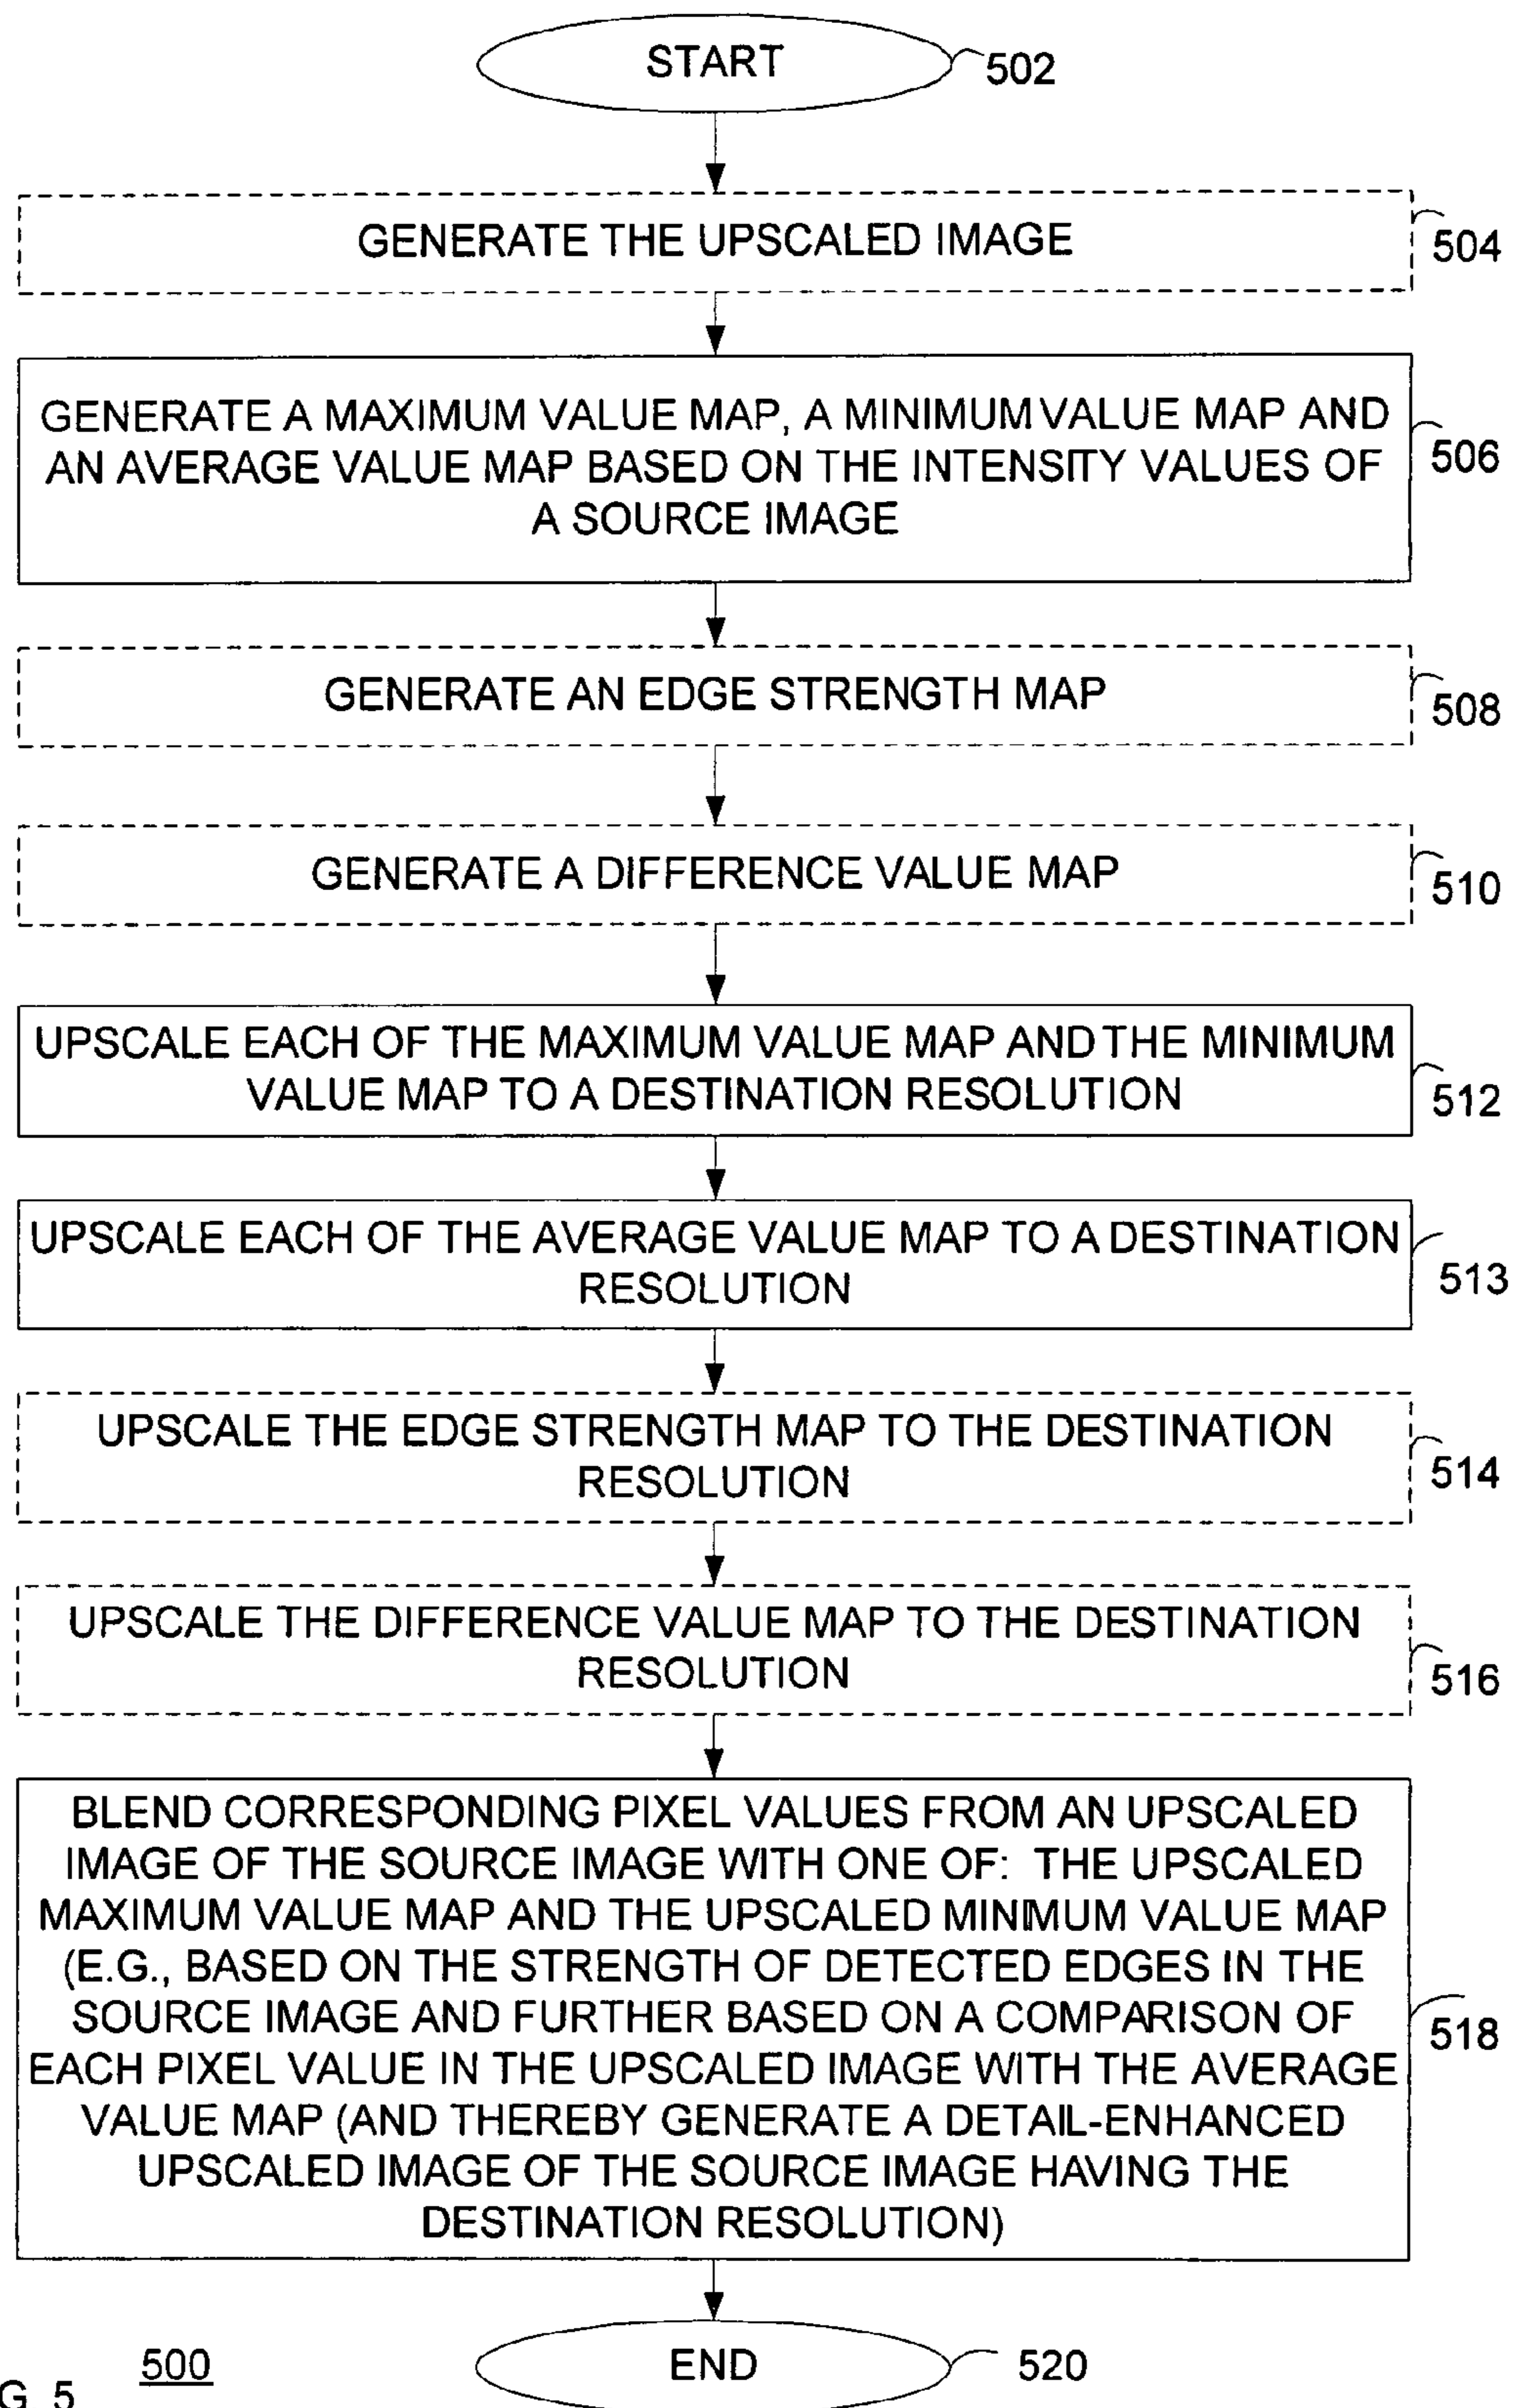 START
502
GENERATE THE UPSCALED IMAGE
504
GENERATE A MAXIMUM VALUE MAP, A MINIMUM VALUE MAP AND
AN AVERAGE VALUE MAP BASED ON THE INTENSITY VALUES OF
A SOURCE IMAGE
506
GENERATE AN EDGE STRENGTH MAP
508
GENERATE A DIFFERENCE VALUE MAP
510
UPSCALE EACH OF THE MAXIMUM VALUE MAP AND THE MINIMUM
VALUE MAP TO A DESTINATION RESOLUTION
512
UPSCALE EACH OF THE AVERAGE VALUE MAP TO A DESTINATION
RESOLUTION
513
UPSCALE THE EDGE STRENGTH MAP TO THE DESTINATION
RESOLUTION
514
UPSCALE THE DIFFERENCE VALUE MAP TO THE DESTINATION
RESOLUTION
516
BLEND CORRESPONDING PIXEL VALUES FROM AN UPSCALED
IMAGE OF THE SOURCE IMAGE WITH ONE OF: THE UPSCALED
MAXIMUM VALUE MAP AND THE UPSCALED MINIMUM VALUE MAP
(E.G., BASED ON THE STRENGTH OF DETECTED EDGES IN THE
SOURCE IMAGE AND FURTHER BASED ON A COMPARISON OF
EACH PIXEL VALUE IN THE UPSCALED IMAGE WITH THE AVERAGE
VALUE MAP (AND THEREBY GENERATE A DETAIL-ENHANCED
UPSCALED IMAGE OF THE SOURCE IMAGE HAVING THE
DESTINATION RESOLUTION)
518
END
520
500
G. 5